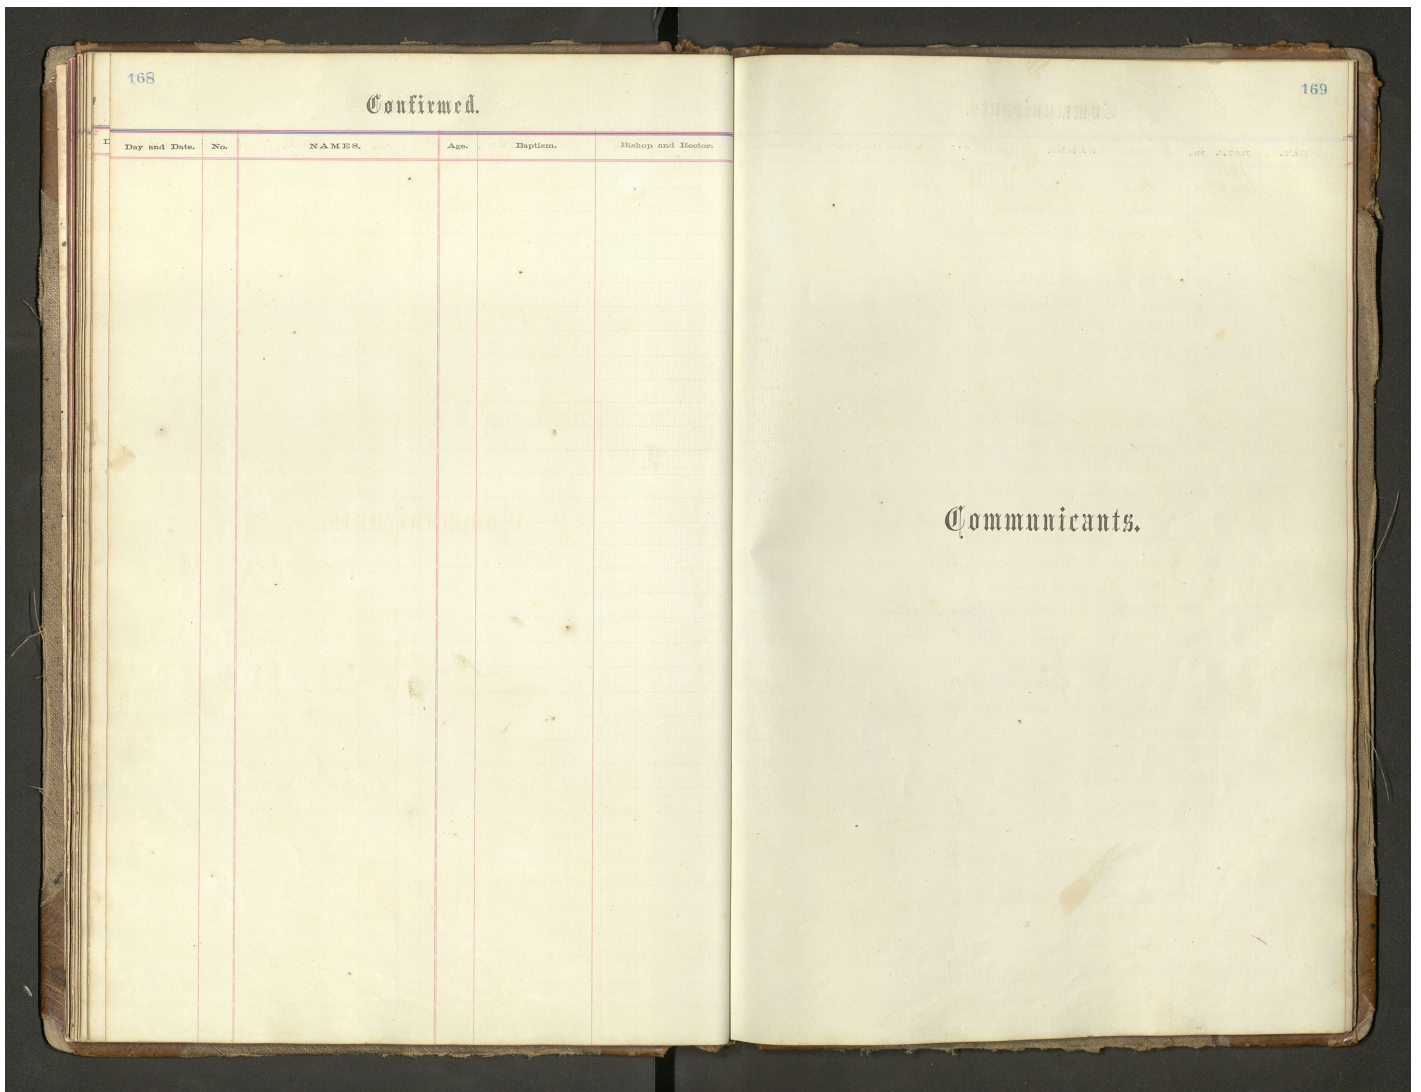 168
Confirmed.
Day and Date. No. NAMES. Age. Baptism. Bishop and Rector.
169
Communicants.